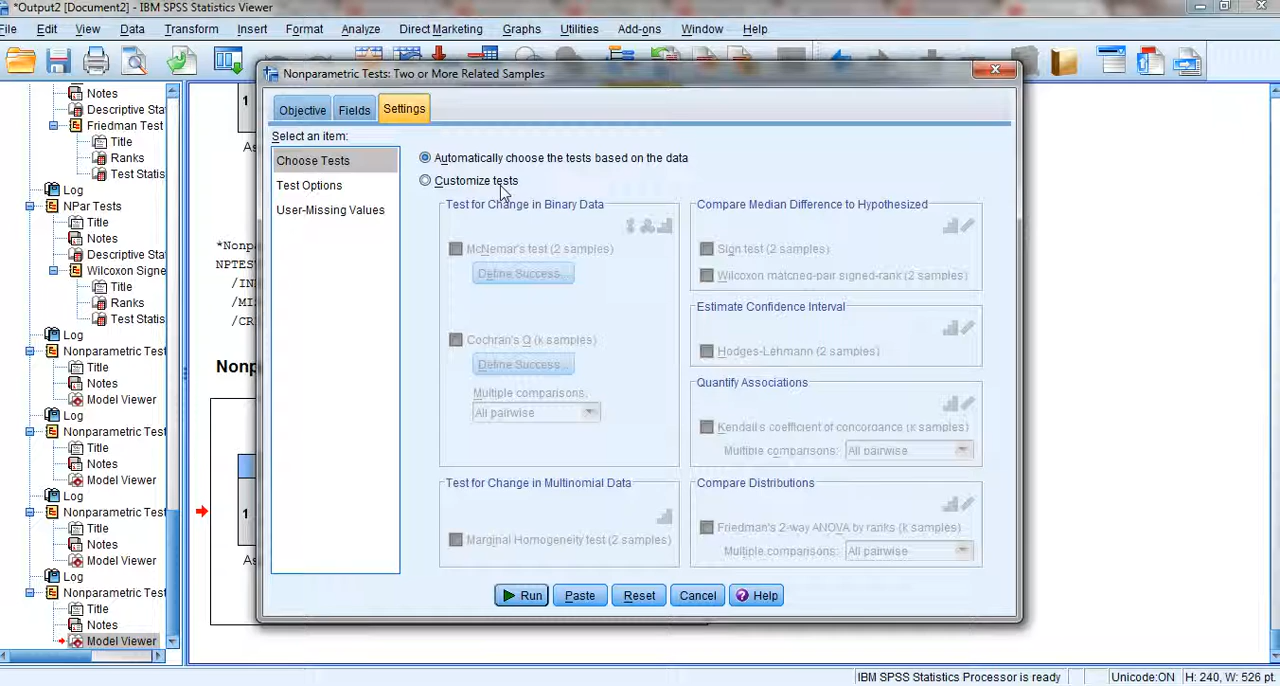 *Output2 [Document2] - IBM SPSS Statistics Viewer
File Edit View Data Transform Insert Format Analyze Direct Marketing Graphs Utilities Add-ons Window Help
Notes
Descriptive Sta
Friedman Test
Title
Ranks
Test Statis
Log
NPar Tests
Title
Notes
Descriptive Sta
Wilcoxon Signe
Title
Ranks
Test Statis
Log
Nonparametric Test
Title
Notes
Model Viewer
Log
Nonparametric Test
Title
Notes
Model Viewer
Log
Nonparametric Test
Title
Notes
Model Viewer
Log
Nonparametric Test
Title
Notes
Model Viewer
1
As
*Nonp
NPTES
/IN
/MI
/CR
Nonp
1
As
Nonparametric Tests: Two or More Related Samples
Objective Fields Settings
Select an item:
Choose Tests
Test Options
User-Missing Values
Automatically choose the tests based on the data
Customize tests
Test for Change in Binary Data
McNemar's test (2 samples)
Define Success...
Cochran's Q (k samples)
Define Success...
Multiple comparisons:
All pairwise
Test for Change in Multinomial Data
Marginal Homogeneity test (2 samples)
Compare Median Difference to Hypothesized
Sign test (2 samples)
Wilcoxon matched-pair signed-rank (2 samples)
Estimate Confidence Interval
Hodges-Lehmann (2 samples)
Quantify Associations
Kendall's coefficient of concordance (k samples)
Multiple comparisons: All pairwise
Compare Distributions
Friedman's 2-way ANOVA by ranks (k samples)
Multiple comparisons: All pairwise
Run Paste Reset Cancel Help
IBM SPSS Statistics Processor is ready Unicode:ON H: 240, W: 526 pt.